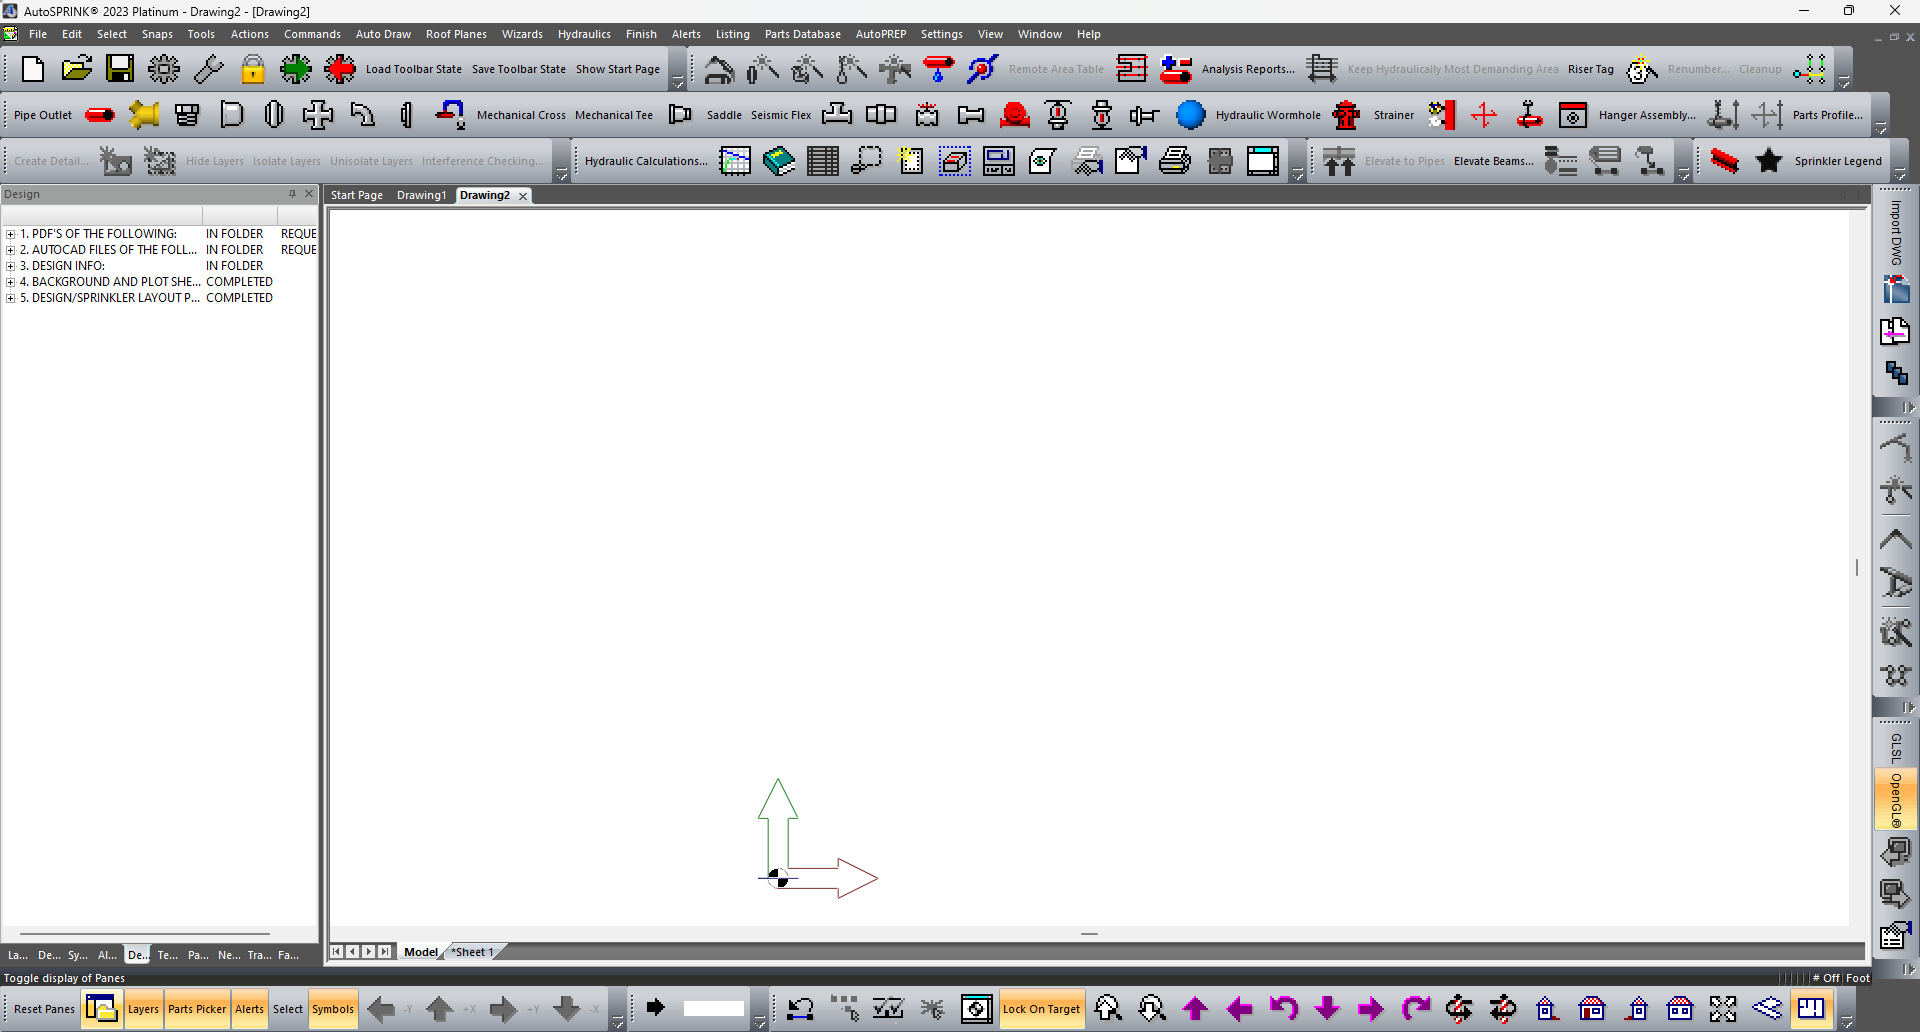 AutoSPRINK® 2023 Platinum - Drawing2 - [Drawing2]
File Edit Select Snaps Tools Actions Commands Auto Draw Roof Planes Wizards Hydraulics Finish Alerts Listing Parts Database AutoPREP Settings View Window Help
Load Toolbar State Save Toolbar State Show Start Page Remote Area Table Analysis Reports... Keep Hydraulically Most Demanding Area Riser Tag Renumber... Cleanup
Pipe Outlet Mechanical Cross Mechanical Tee Saddle Seismic Flex Hydraulic Wormhole Strainer Hanger Assembly... Parts Profile...
Create Detail... Hide Layers Isolate Layers Unisolate Layers Interference Checking... Hydraulic Calculations... Elevate to Pipes Elevate Beams... Sprinkler Legend
Design
Start Page Drawing1 Drawing2
1. PDF'S OF THE FOLLOWING: IN FOLDER REQUE
2. AUTOCAD FILES OF THE FOLL... IN FOLDER REQUE
3. DESIGN INFO: IN FOLDER
4. BACKGROUND AND PLOT SHE... COMPLETED
5. DESIGN/SPRINKLER LAYOUT P... COMPLETED
Import DWG
GLSL
OpenGL®
Model *Sheet 1
La... De... Sy... Al... De... Te... Pa... Ne... Tra... Fa...
Toggle display of Panes
# Off Foot
Reset Panes Layers Parts Picker Alerts Select Symbols -Y +X +Y -X Lock On Target